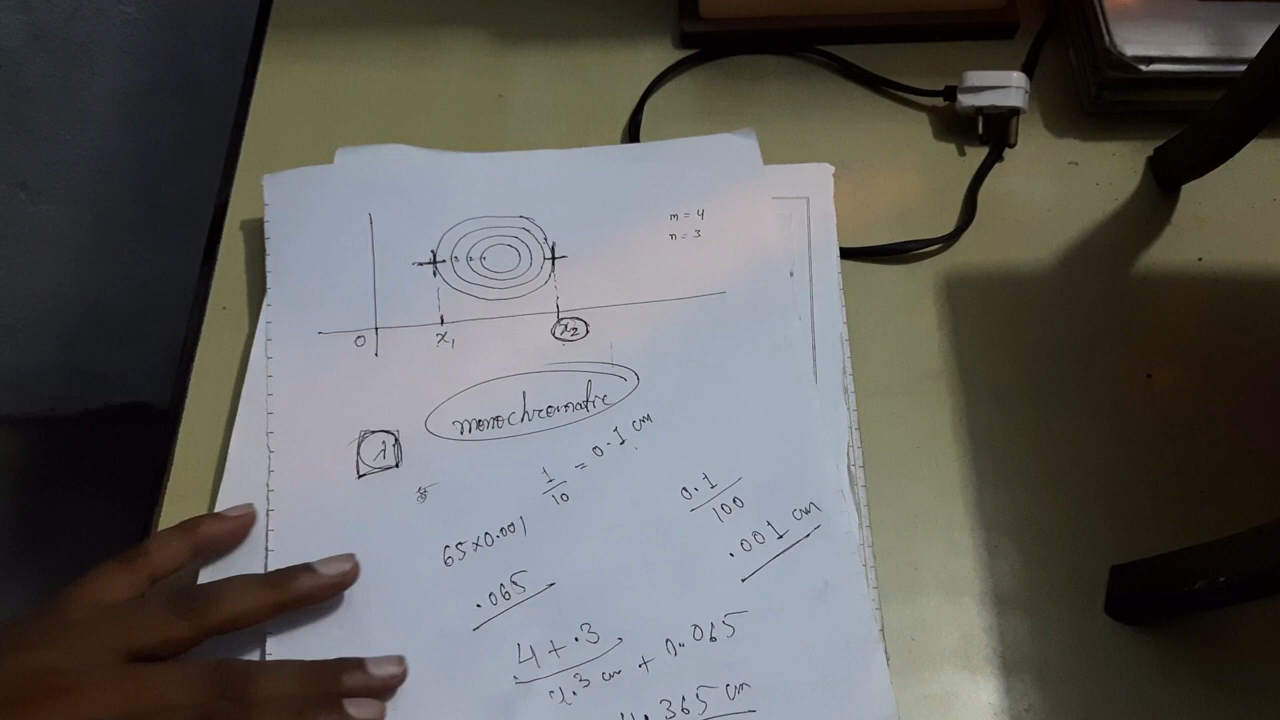 m = 4
n = 3
O
x₁
x₂
monochromatic
λ
1/10 = 0.1 cm
0.1/100
65×0.001
.001 cm
.065
4 + .3
4.3 cm + 0.065
4.365 cm